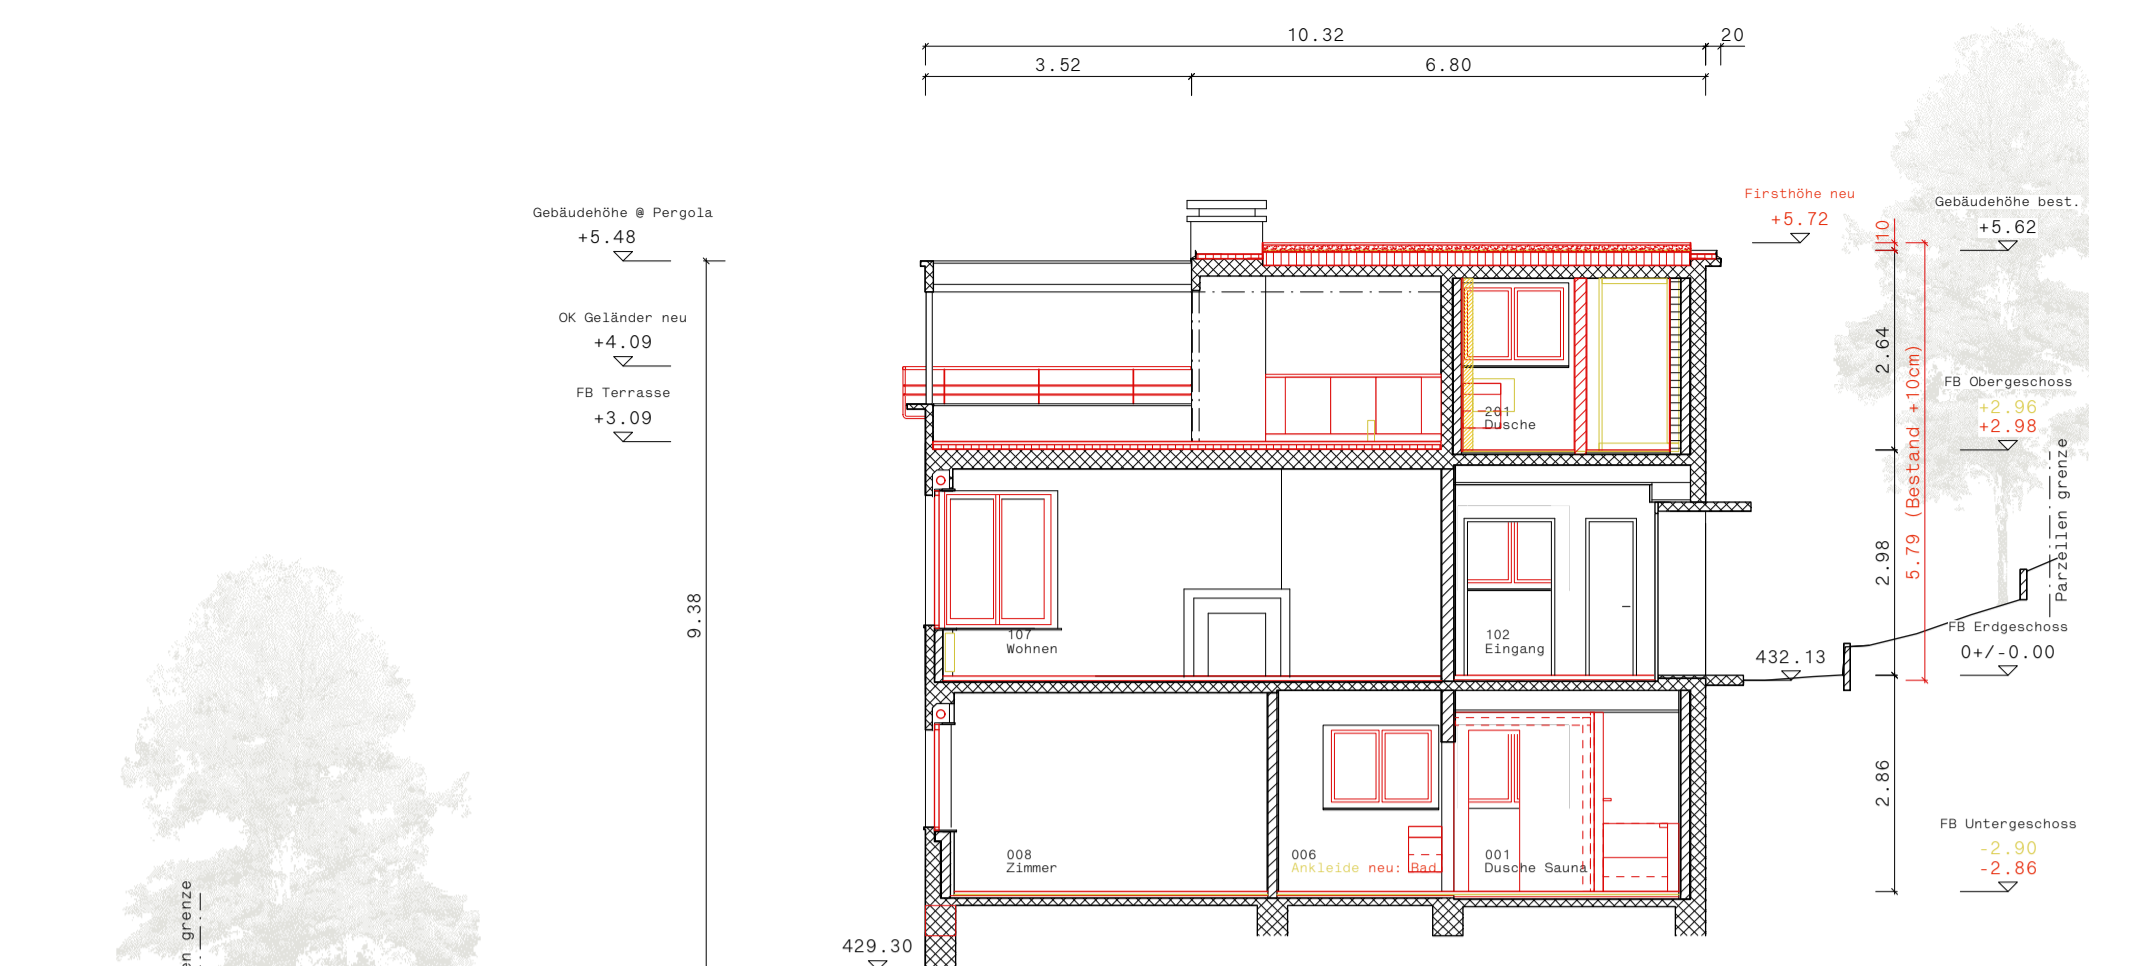 10.32
20
3.52
6.80
Firsthöhe neu
+5.72
Gebäudehöhe best.
+5.62
Gebäudehöhe @ Pergola
+5.48
10
OK Geländer neu
+4.09
2.64
FB Obergeschoss
+2.96
+2.98
FB Terrasse
+3.09
201
Dusche
5.79 (Bestand +10cm)
Parzellen grenze
2.98
9.38
107
Wohnen
102
Eingang
432.13
FB Erdgeschoss
0+/-0.00
2.86
FB Untergeschoss
-2.90
-2.86
008
Zimmer
006
Ankleide neu: Bad
001
Dusche Sauna
en grenze
429.30